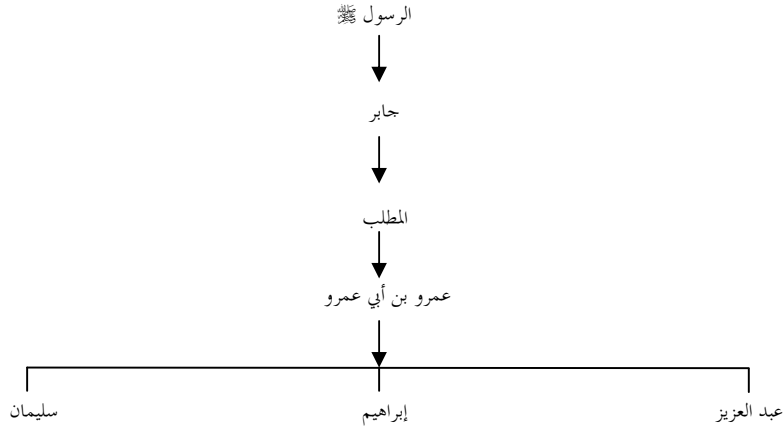 الرسول ﷺ
جابر
المطلب
عمرو بن أبي عمرو
عبد العزيز إبراهيم سليمان